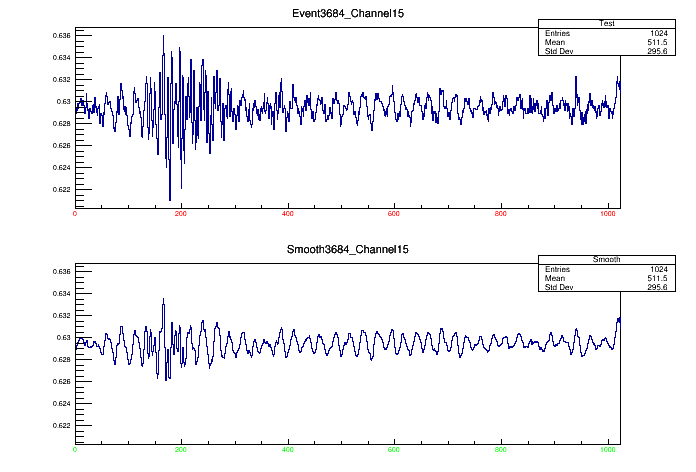 Event3684_Channel15
Test
Entries 1024
Mean 511.5
Std Dev 295.6
0.636
0.634
0.632
0.63
0.628
0.626
0.624
0.622
0 200 400 600 800 1000
Smooth3684_Channel15
Smooth
Entries 1024
Mean 511.5
Std Dev 295.6
0.636
0.634
0.632
0.63
0.628
0.626
0.624
0.622
0 200 400 600 800 1000